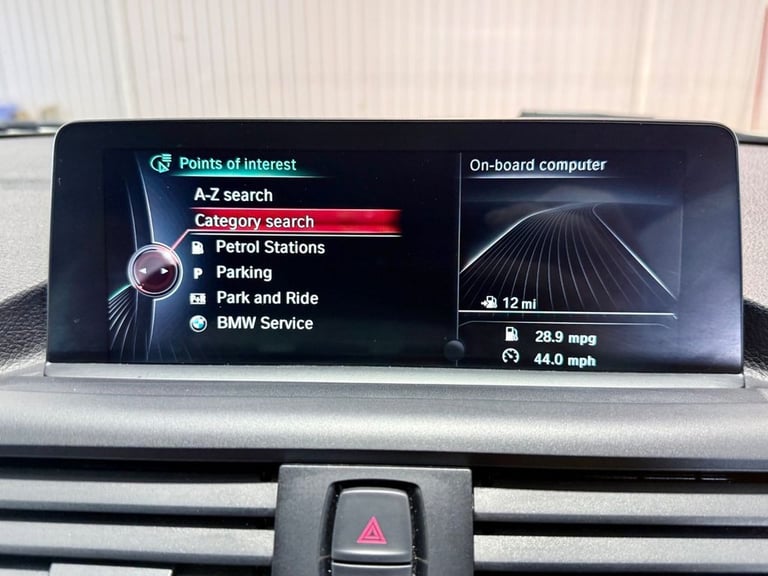 Points of interest
A-Z search
Category search
Petrol Stations
P Parking
P+R Park and Ride
BMW Service
On-board computer
12 mi
28.9 mpg
44.0 mph